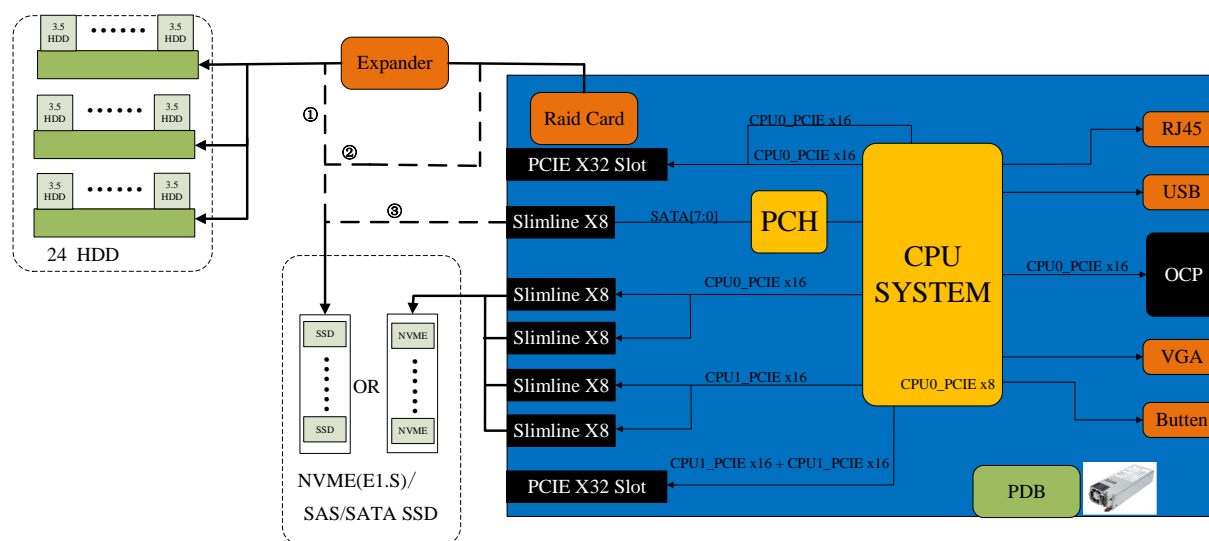 3.5
HDD
3.5
HDD
3.5
HDD
3.5
HDD
3.5
HDD
3.5
HDD
24 HDD
Expander
①
②
③
Raid Card
PCIE X32 Slot
Slimline X8
Slimline X8
Slimline X8
Slimline X8
Slimline X8
PCIE X32 Slot
CPU0_PCIE x16
CPU0_PCIE x16
SATA[7:0]
PCH
CPU0_PCIE x16
CPU1_PCIE x16
CPU1_PCIE x16 + CPU1_PCIE x16
CPU
SYSTEM
CPU0_PCIE x8
CPU0_PCIE x16
RJ45
USB
OCP
VGA
Butten
PDB
SSD
SSD
OR
NVME
NVME
NVME(E1.S)/
SAS/SATA SSD